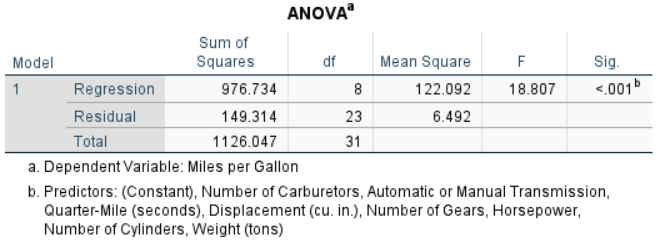 ANOVAa
Model Sum of Squares df Mean Square F Sig.
1 Regression 976.734 8 122.092 18.807 <.001b
Residual 149.314 23 6.492
Total 1126.047 31
a. Dependent Variable: Miles per Gallon
b. Predictors: (Constant), Number of Carburetors, Automatic or Manual Transmission,
Quarter-Mile (seconds), Displacement (cu. in.), Number of Gears, Horsepower,
Number of Cylinders, Weight (tons)